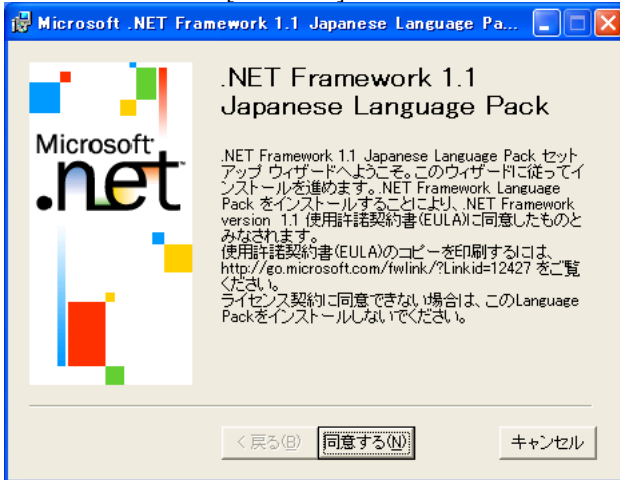 Microsoft .NET Framework 1.1 Japanese Language Pa...
.NET Framework 1.1
Japanese Language Pack
Microsoft
.net
.NET Framework 1.1 Japanese Language Pack セット
アップ ウィザードへようこそ。このウィザードに従ってイ
ンストールを進めます。.NET Framework Language
Pack をインストールすることにより、.NET Framework
version 1.1 使用許諾契約書(EULA)に同意したものと
みなされます。
使用許諾契約書(EULA)のコピーを印刷するには、
http://go.microsoft.com/fwlink/?Linkid=12427 をご覧
ください。
ライセンス契約に同意できない場合は、このLanguage
Packをインストールしないでください。
< 戻る(B)
同意する(N)
キャンセル